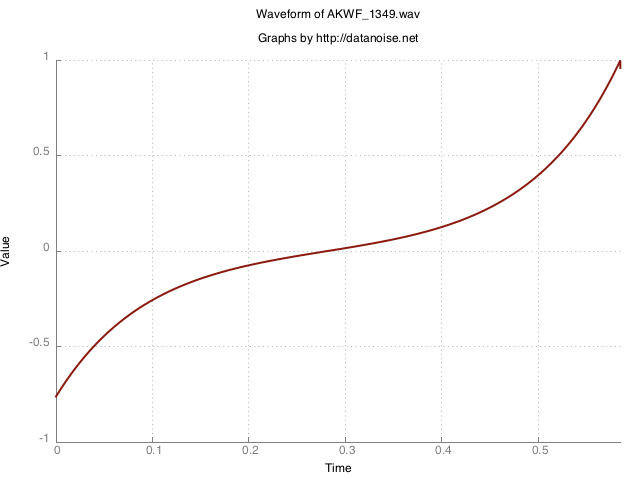 Waveform of AKWF_1349.wav
Graphs by http://datanoise.net
1
0.5
0
-0.5
-1
Value
0 0.1 0.2 0.3 0.4 0.5
Time